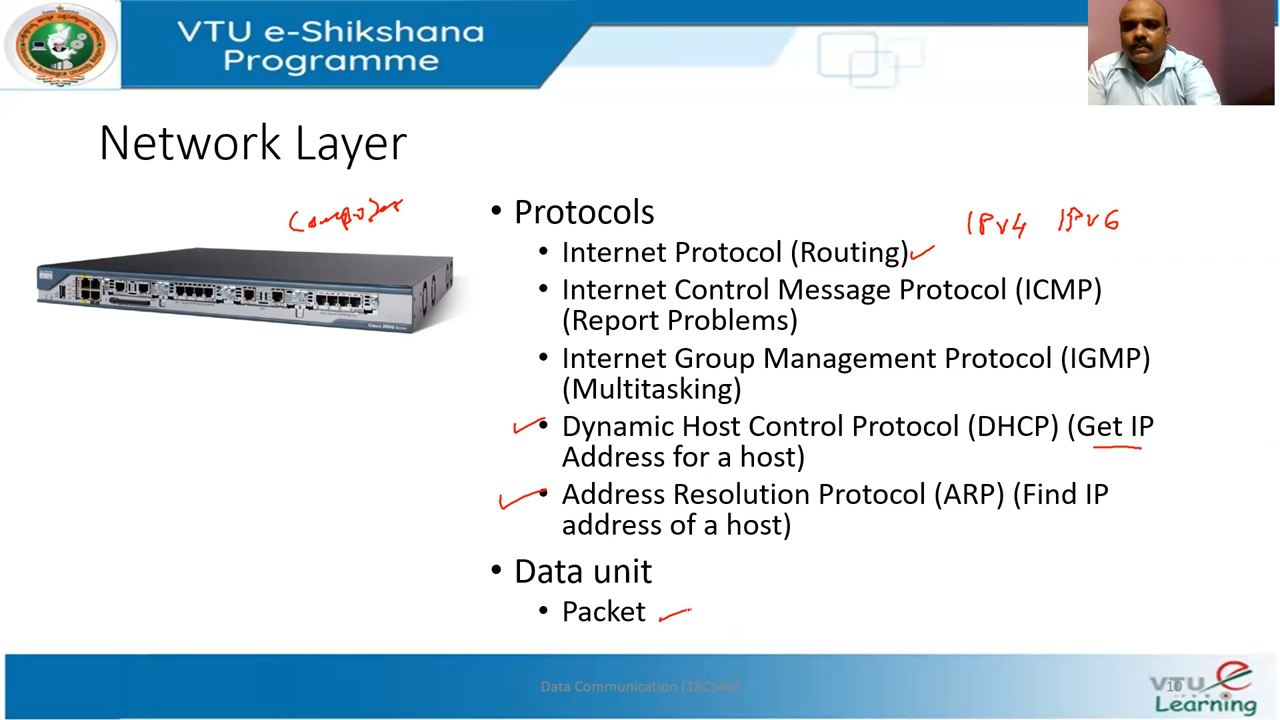 VTU e-Shikshana
Programme
Network Layer
Computer
• Protocols
IPv4 IPv6
• Internet Protocol (Routing)
• Internet Control Message Protocol (ICMP)
(Report Problems)
• Internet Group Management Protocol (IGMP)
(Multitasking)
• Dynamic Host Control Protocol (DHCP) (Get IP
Address for a host)
• Address Resolution Protocol (ARP) (Find IP
address of a host)
• Data unit
• Packet
Data Communication (18CS46)
10
VTU e
Learning